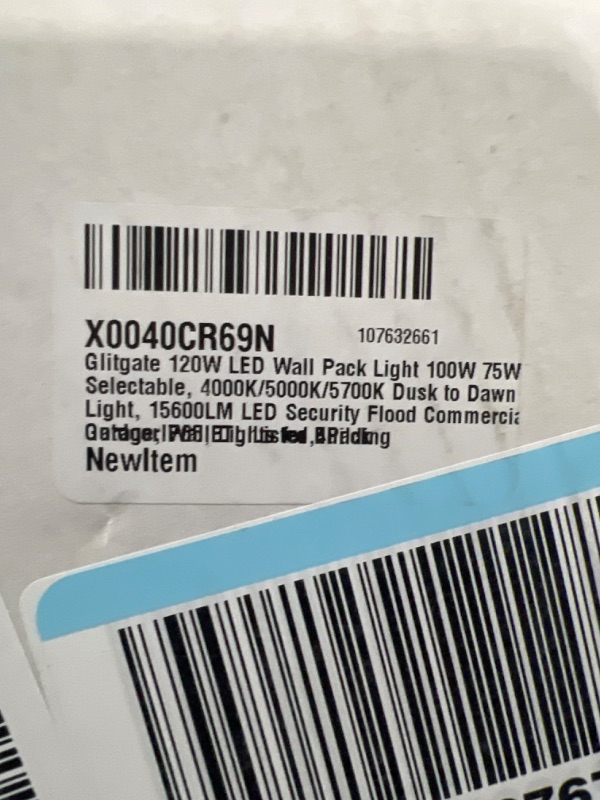 X0040CR69N
107632661
Glitgate 120W LED Wall Pack Light 100W 75W
Selectable, 4000K/5000K/5700K Dusk to Dawn
Light, 15600LM LED Security Flood Commercia
NewItem